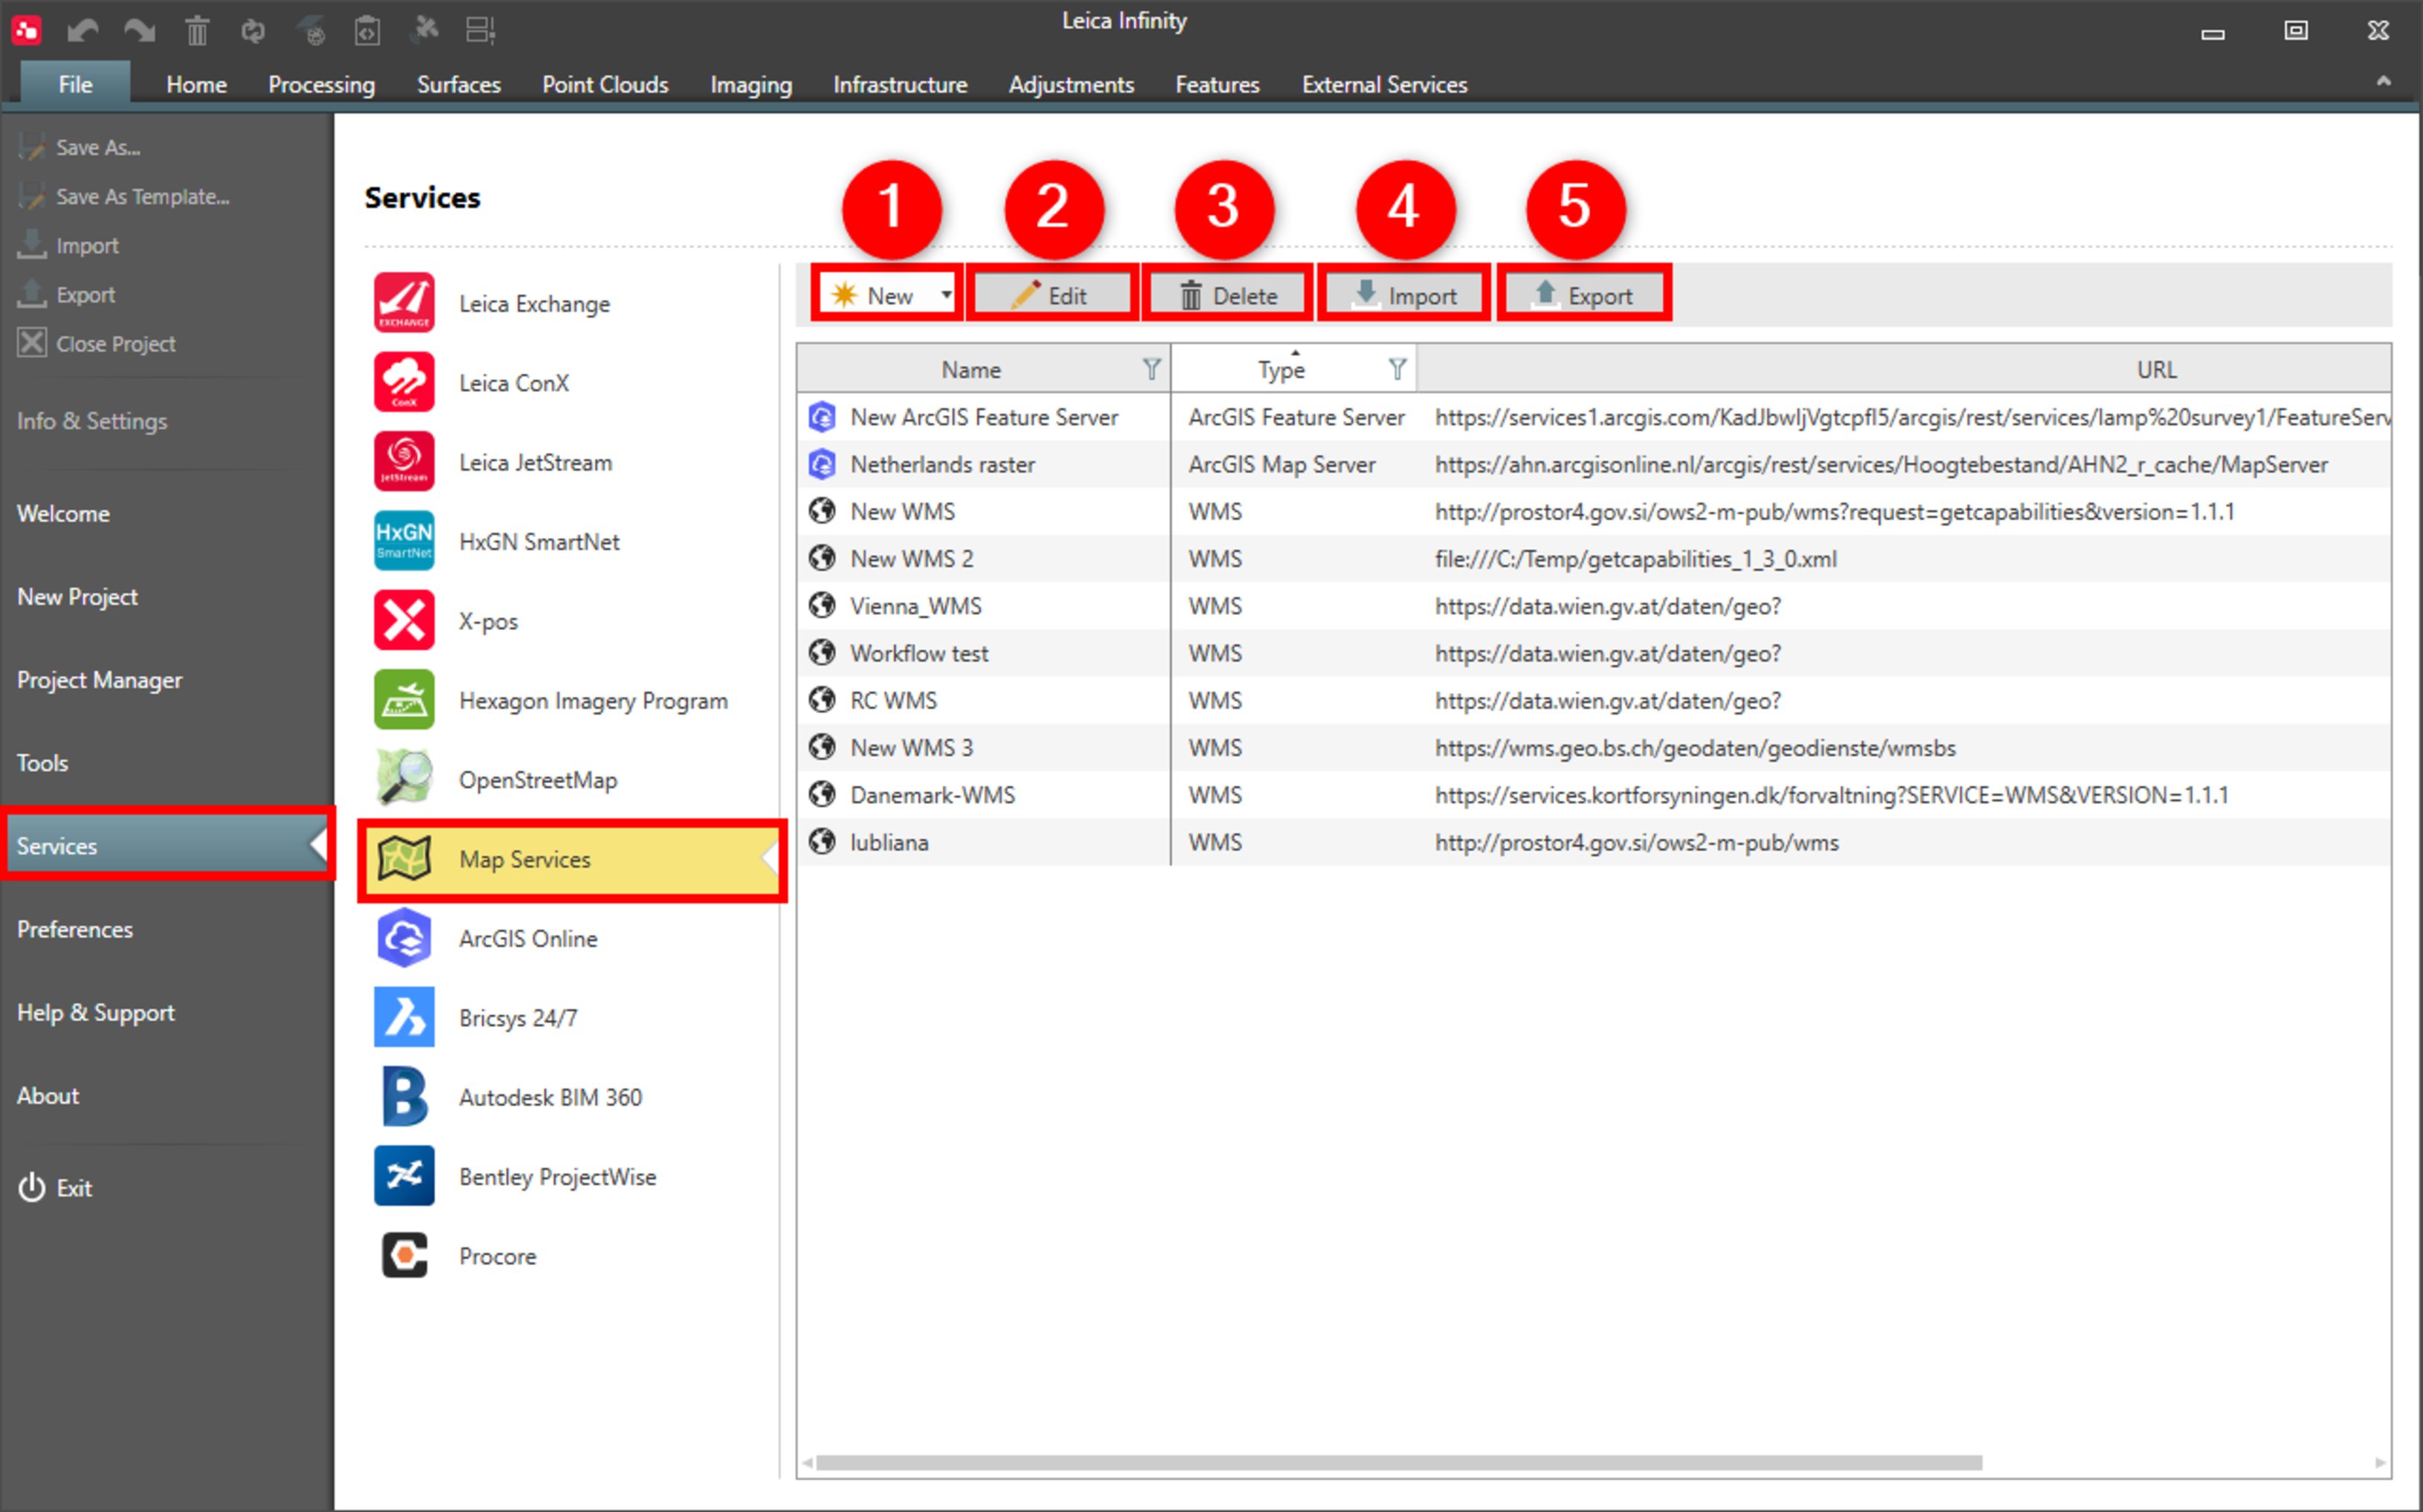 Leica Infinity
File Home Processing Surfaces Point Clouds Imaging Infrastructure Adjustments Features External Services
Save As...
Save As Template...
Import
Export
Close Project
Info & Settings
Welcome
New Project
Project Manager
Tools
Services
Preferences
Help & Support
About
Exit
Services
EXCHANGE
Leica Exchange
ConX
Leica ConX
JetStream
Leica JetStream
HxGN
SmartNet
HxGN SmartNet
X-pos
Hexagon Imagery Program
OpenStreetMap
Map Services
ArcGIS Online
Bricsys 24/7
B
Autodesk BIM 360
Bentley ProjectWise
Procore
1 2 3 4 5
New Edit Delete Import Export
Name Type URL
New ArcGIS Feature Server ArcGIS Feature Server https://services1.arcgis.com/KadJbwIjVgtcpfI5/arcgis/rest/services/lamp%20survey1/FeatureServ
Netherlands raster ArcGIS Map Server https://ahn.arcgisonline.nl/arcgis/rest/services/Hoogtebestand/AHN2_r_cache/MapServer
New WMS WMS http://prostor4.gov.si/ows2-m-pub/wms?request=getcapabilities&version=1.1.1
New WMS 2 WMS file:///C:/Temp/getcapabilities_1_3_0.xml
Vienna_WMS WMS https://data.wien.gv.at/daten/geo?
Workflow test WMS https://data.wien.gv.at/daten/geo?
RC WMS WMS https://data.wien.gv.at/daten/geo?
New WMS 3 WMS https://wms.geo.bs.ch/geodaten/geodienste/wmsbs
Danemark-WMS WMS https://services.kortforsyningen.dk/forvaltning?SERVICE=WMS&VERSION=1.1.1
lubliana WMS http://prostor4.gov.si/ows2-m-pub/wms